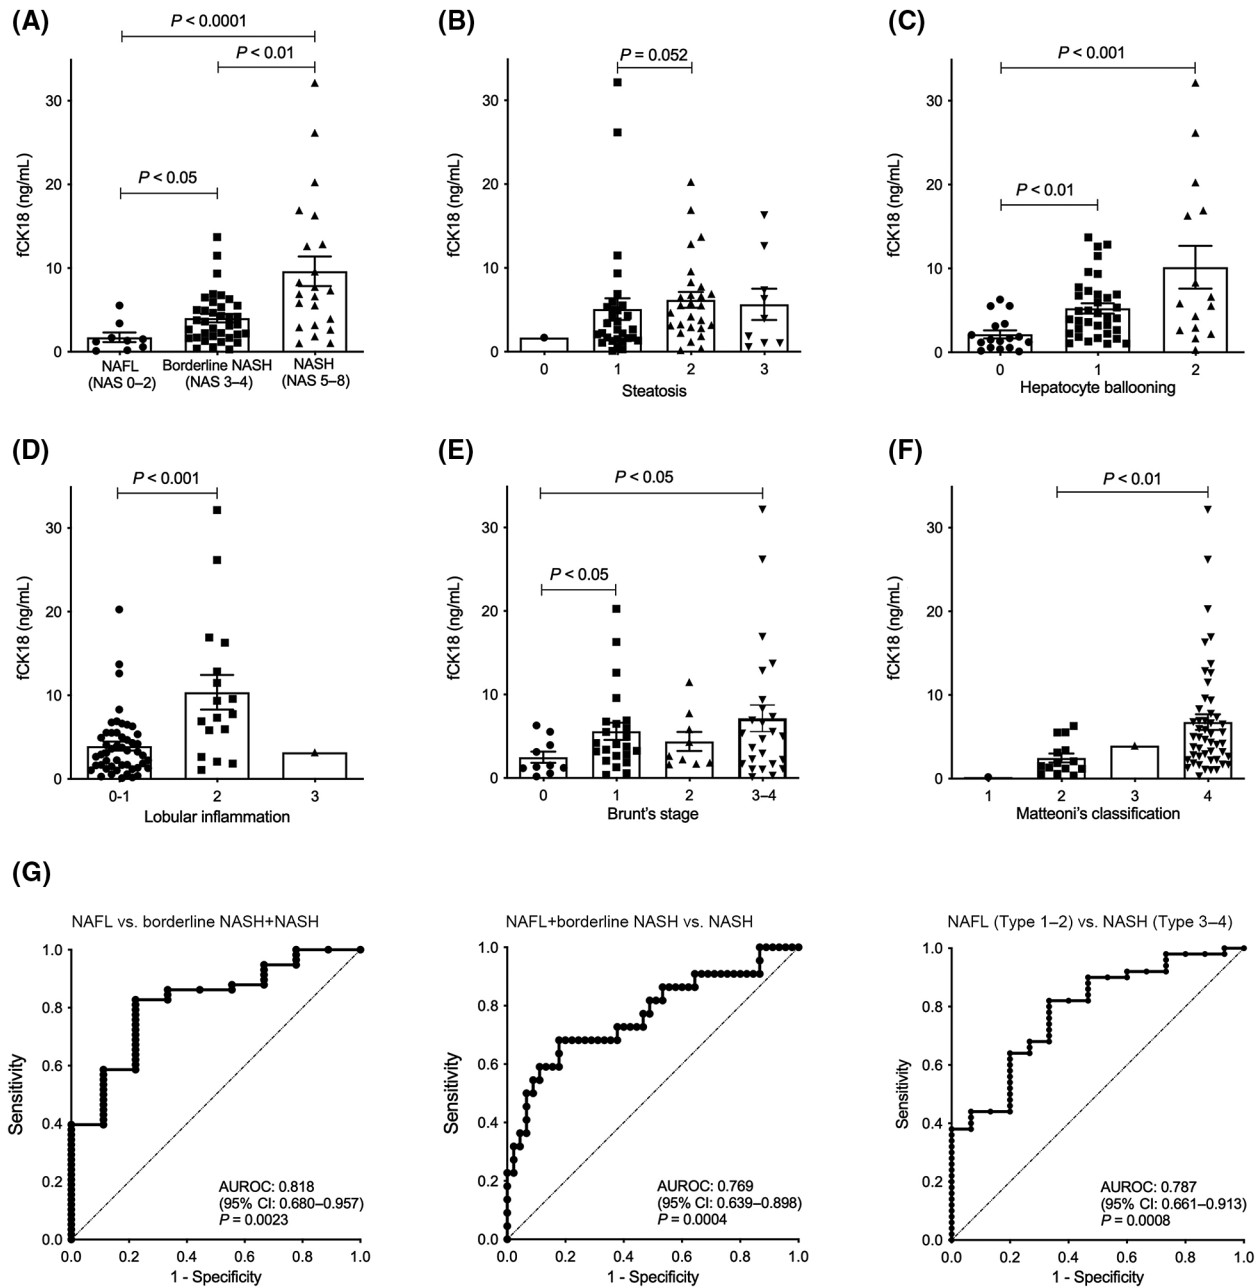 (A)
P < 0.0001
P < 0.01
P < 0.05
fCK18 (ng/mL)
30
20
10
0
NAFL
(NAS 0–2)
Borderline NASH
(NAS 3–4)
NASH
(NAS 5–8)
(B)
P = 0.052
fCK18 (ng/mL)
30
20
10
0
0 1 2 3
Steatosis
(C)
P < 0.001
P < 0.01
fCK18 (ng/mL)
30
20
10
0
0 1 2
Hepatocyte ballooning
(D)
P < 0.001
fCK18 (ng/mL)
30
20
10
0
0-1 2 3
Lobular inflammation
(E)
P < 0.05
P < 0.05
fCK18 (ng/mL)
30
20
10
0
0 1 2 3–4
Brunt's stage
(F)
P < 0.01
fCK18 (ng/mL)
30
20
10
0
1 2 3 4
Matteoni's classification
(G)
NAFL vs. borderline NASH+NASH
Sensitivity
1.0
0.8
0.6
0.4
0.2
0.0
AUROC: 0.818
(95% CI: 0.680–0.957)
P = 0.0023
0.0 0.2 0.4 0.6 0.8 1.0
1 - Specificity
NAFL+borderline NASH vs. NASH
Sensitivity
1.0
0.8
0.6
0.4
0.2
0.0
AUROC: 0.769
(95% CI: 0.639–0.898)
P = 0.0004
0.0 0.2 0.4 0.6 0.8 1.0
1 - Specificity
NAFL (Type 1–2) vs. NASH (Type 3–4)
Sensitivity
1.0
0.8
0.6
0.4
0.2
0.0
AUROC: 0.787
(95% CI: 0.661–0.913)
P = 0.0008
0.0 0.2 0.4 0.6 0.8 1.0
1 - Specificity